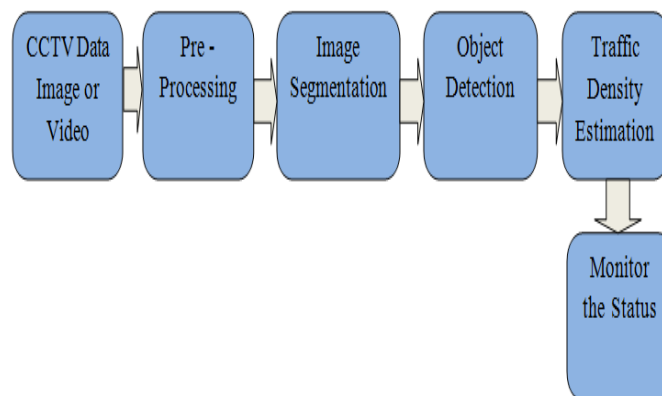 CCTV Data
Image or
Video
Pre -
Processing
Image
Segmentation
Object
Detection
Traffic
Density
Estimation
Monitor
the Status